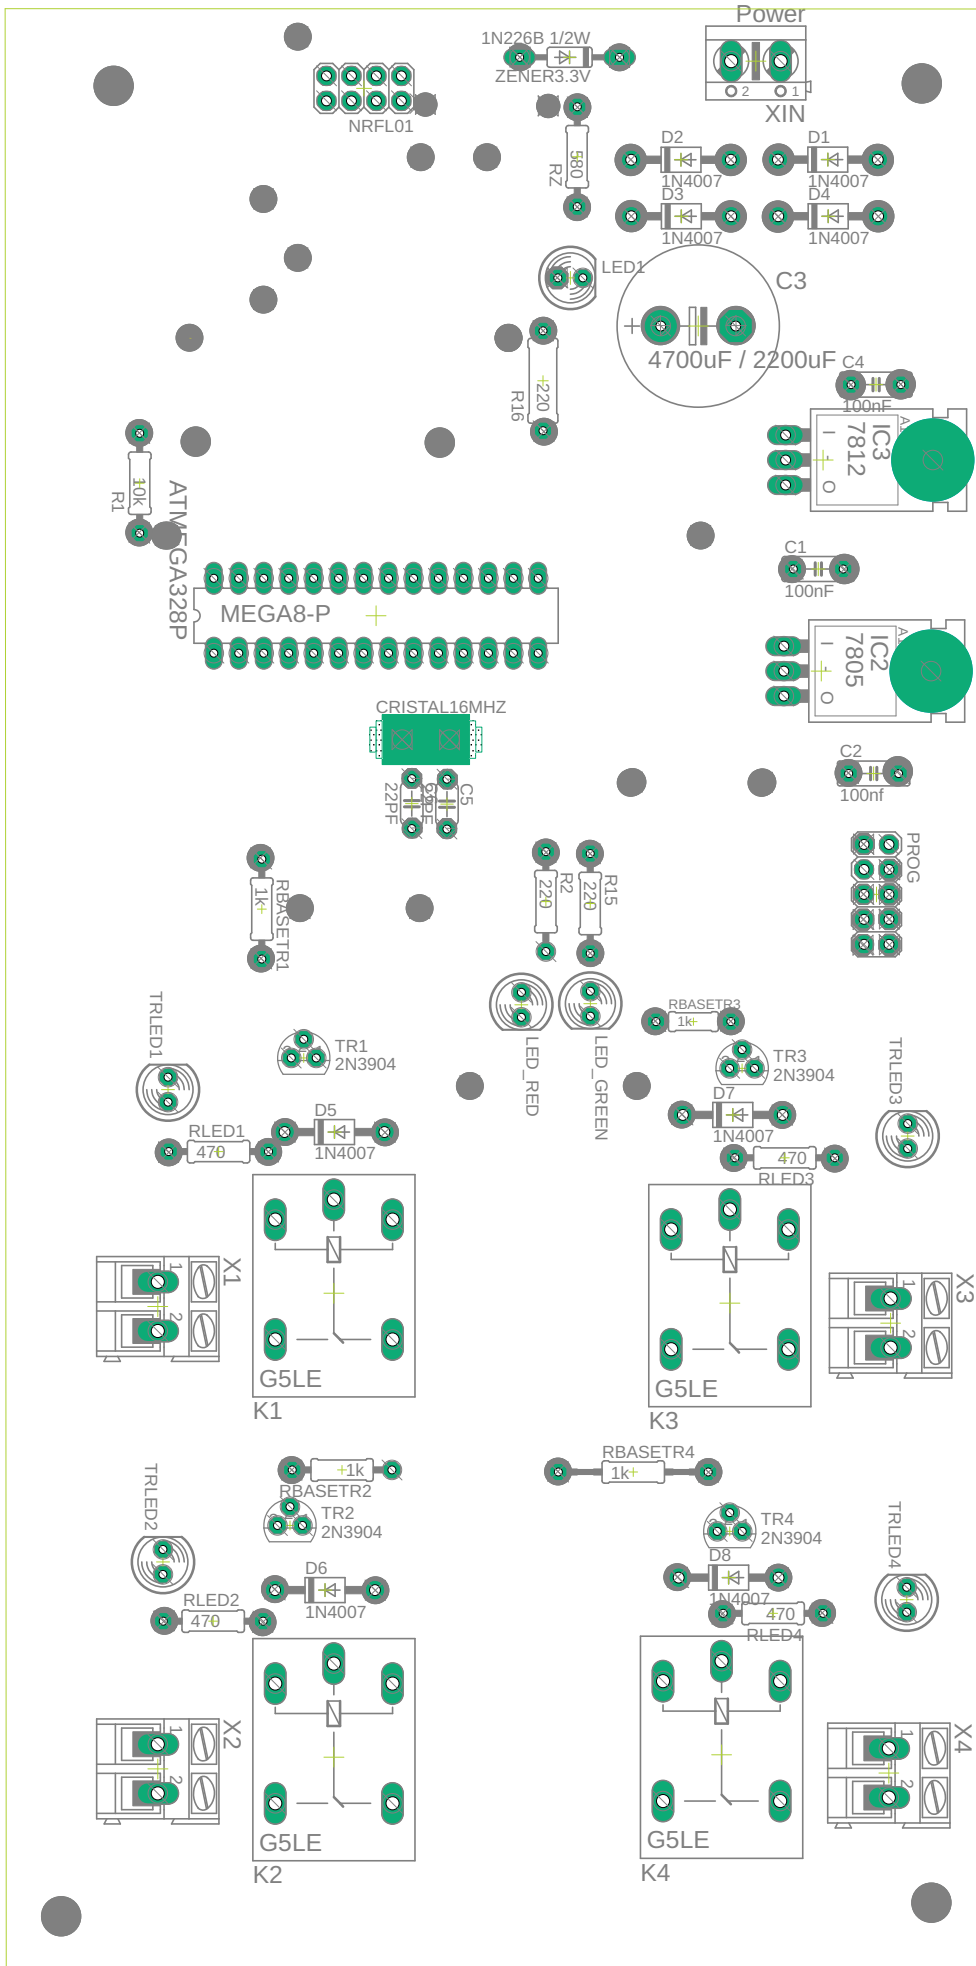 Power
1N226B 1/2W
ZENER3.3V
2
1
XIN
NRFL01
580
RZ
D2
1N4007
D1
1N4007
D3
1N4007
D4
1N4007
LED1
C3
+
4700uF / 2200uF
220
R16
C4
100nF
IC3
7812
I
-
O
10k
R1
ATMEGA328P
MEGA8-P
C1
100nF
IC2
7805
I
-
O
CRISTAL16MHZ
22PF
22PF
C5
C2
100nf
PROG
1k
RBASETR1
220
R2
220
R15
TRLED1
TR1
2N3904
LED_RED
LED_GREEN
RBASETR3
1k
TR3
2N3904
TRLED3
D5
1N4007
RLED1
470
D7
1N4007
470
RLED3
X1
1
2
G5LE
K1
G5LE
K3
X3
1
2
1k
RBASETR2
RBASETR4
1k
TRLED2
TR2
2N3904
TR4
2N3904
TRLED4
D6
1N4007
RLED2
470
D8
1N4007
470
RLED4
X2
1
2
G5LE
K2
G5LE
K4
X4
1
2